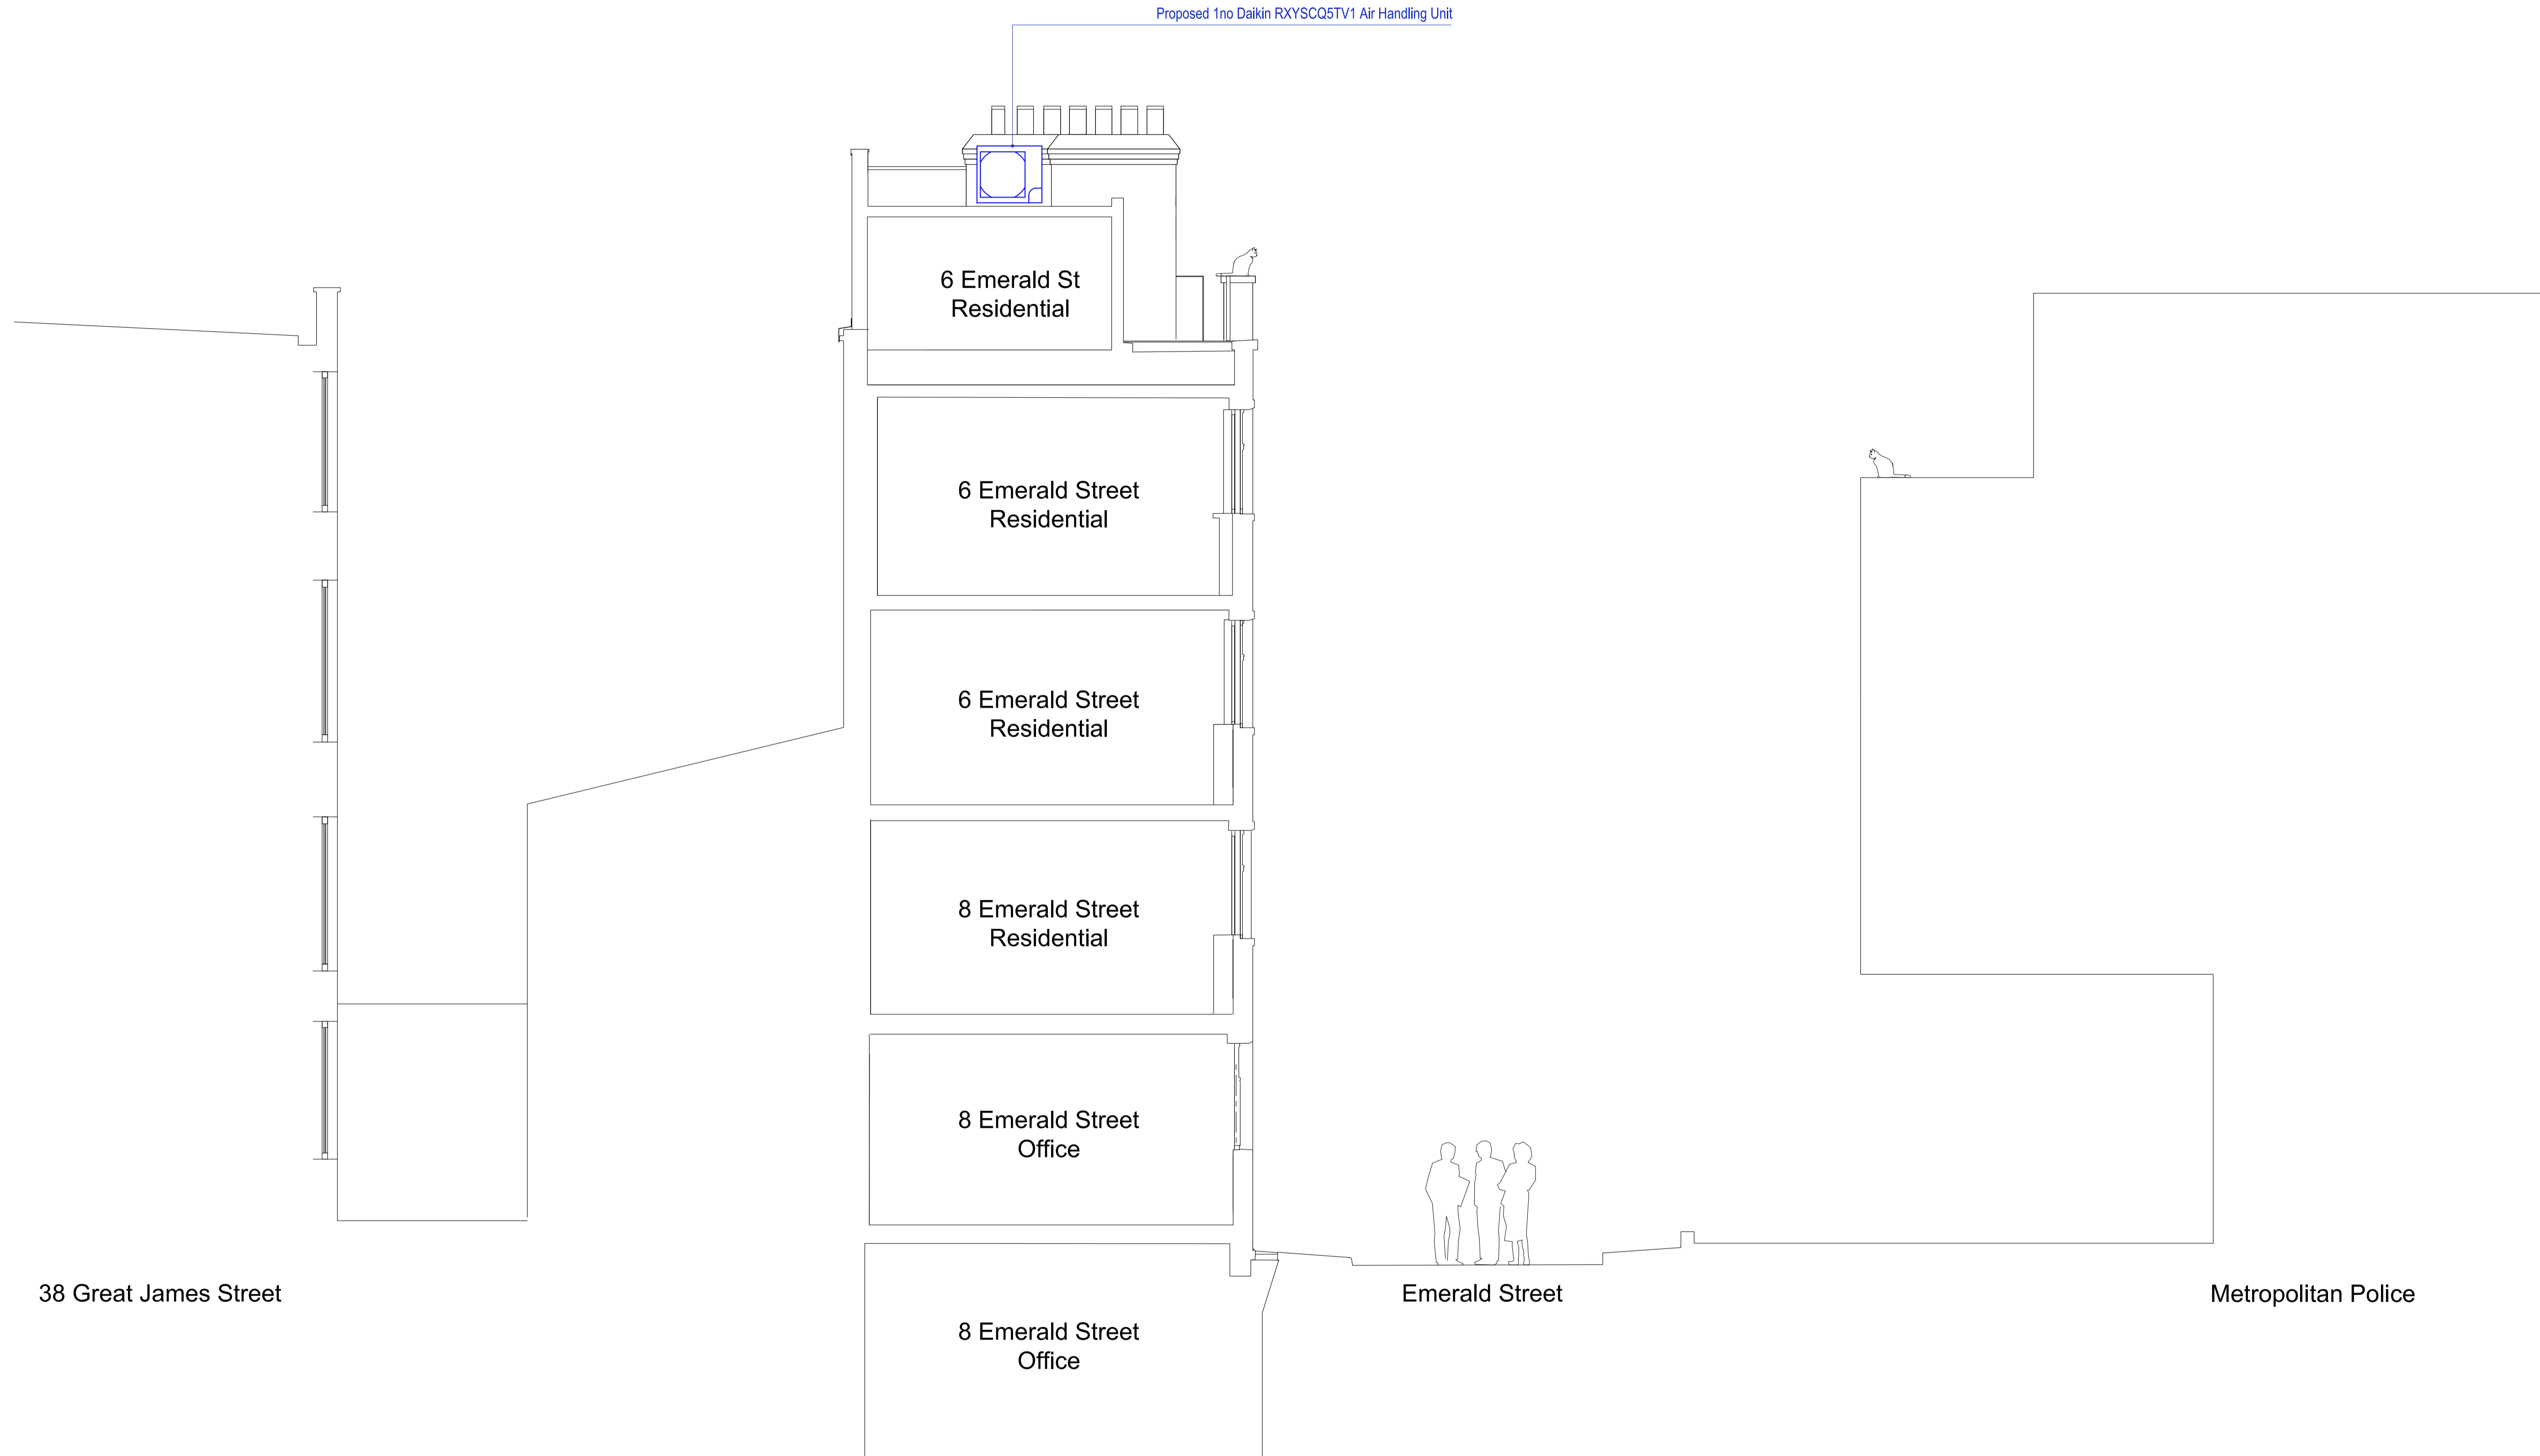 Proposed 1no Daikin RXYSCQ5TV1 Air Handling Unit
6 Emerald St
Residential
6 Emerald Street
Residential
6 Emerald Street
Residential
8 Emerald Street
Residential
8 Emerald Street
Office
38 Great James Street
Emerald Street
Metropolitan Police
8 Emerald Street
Office